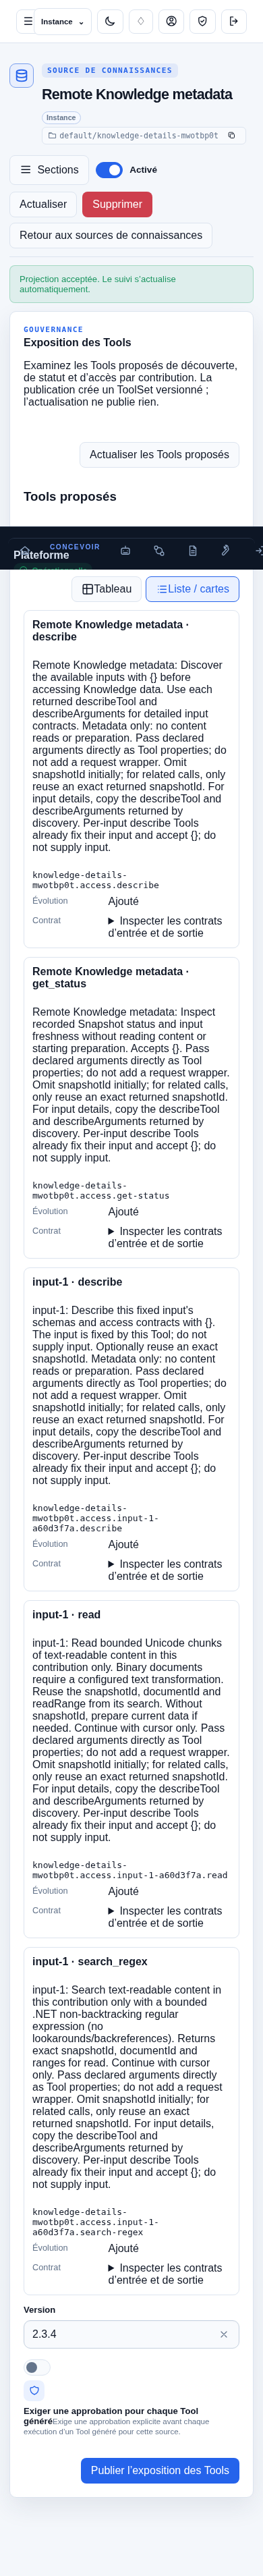 Instance
SOURCE DE CONNAISSANCES
Remote Knowledge metadata
Instance
default/knowledge-details-mwotbp0t
Sections
Activé
Actualiser
Supprimer
Retour aux sources de connaissances
Projection acceptée. Le suivi s’actualise
automatiquement.
GOUVERNANCE
Exposition des Tools
Examinez les Tools proposés de découverte,
de statut et d’accès par contribution. La
publication crée un ToolSet versionné ;
l’actualisation ne publie rien.
Actualiser les Tools proposés
Tools proposés
CONCEVOIR
Plateforme
Tableau
Liste / cartes
Remote Knowledge metadata ·
describe
Remote Knowledge metadata: Discover
the available inputs with {} before
accessing Knowledge data. Use each
returned describeTool and
describeArguments for detailed input
contracts. Metadata only: no content
reads or preparation. Pass declared
arguments directly as Tool properties; do
not add a request wrapper. Omit
snapshotId initially; for related calls, only
reuse an exact returned snapshotId. For
input details, copy the describeTool and
describeArguments returned by
discovery. Per-input describe Tools
already fix their input and accept {}; do
not supply input.
knowledge-details-
mwotbp0t.access.describe
Évolution
Ajouté
Contrat
Inspecter les contrats
d’entrée et de sortie
Remote Knowledge metadata ·
get_status
Remote Knowledge metadata: Inspect
recorded Snapshot status and input
freshness without reading content or
starting preparation. Accepts {}. Pass
declared arguments directly as Tool
properties; do not add a request wrapper.
Omit snapshotId initially; for related calls,
only reuse an exact returned snapshotId.
For input details, copy the describeTool
and describeArguments returned by
discovery. Per-input describe Tools
already fix their input and accept {}; do
not supply input.
knowledge-details-
mwotbp0t.access.get-status
Évolution
Ajouté
Contrat
Inspecter les contrats
d’entrée et de sortie
input-1 · describe
input-1: Describe this fixed input's
schemas and access contracts with {}.
The input is fixed by this Tool; do not
supply input. Optionally reuse an exact
snapshotId. Metadata only: no content
reads or preparation. Pass declared
arguments directly as Tool properties; do
not add a request wrapper. Omit
snapshotId initially; for related calls, only
reuse an exact returned snapshotId. For
input details, copy the describeTool and
describeArguments returned by
discovery. Per-input describe Tools
already fix their input and accept {}; do
not supply input.
knowledge-details-
mwotbp0t.access.input-1-
a60d3f7a.describe
Évolution
Ajouté
Contrat
Inspecter les contrats
d’entrée et de sortie
input-1 · read
input-1: Read bounded Unicode chunks
of text-readable content in this
contribution only. Binary documents
require a configured text transformation.
Reuse the snapshotId, documentId and
readRange from its search. Without
snapshotId, prepare current data if
needed. Continue with cursor only. Pass
declared arguments directly as Tool
properties; do not add a request wrapper.
Omit snapshotId initially; for related calls,
only reuse an exact returned snapshotId.
For input details, copy the describeTool
and describeArguments returned by
discovery. Per-input describe Tools
already fix their input and accept {}; do
not supply input.
knowledge-details-
mwotbp0t.access.input-1-a60d3f7a.read
Évolution
Ajouté
Contrat
Inspecter les contrats
d’entrée et de sortie
input-1 · search_regex
input-1: Search text-readable content in
this contribution only with a bounded
.NET non-backtracking regular
expression (no
lookarounds/backreferences). Returns
exact snapshotId, documentId and
ranges for read. Continue with cursor
only. Pass declared arguments directly
as Tool properties; do not add a request
wrapper. Omit snapshotId initially; for
related calls, only reuse an exact
returned snapshotId. For input details,
copy the describeTool and
describeArguments returned by
discovery. Per-input describe Tools
already fix their input and accept {}; do
not supply input.
knowledge-details-
mwotbp0t.access.input-1-
a60d3f7a.search-regex
Évolution
Ajouté
Contrat
Inspecter les contrats
d’entrée et de sortie
Version
2.3.4
Exiger une approbation pour chaque Tool
généréExige une approbation explicite avant chaque
exécution d’un Tool généré pour cette source.
Publier l’exposition des Tools